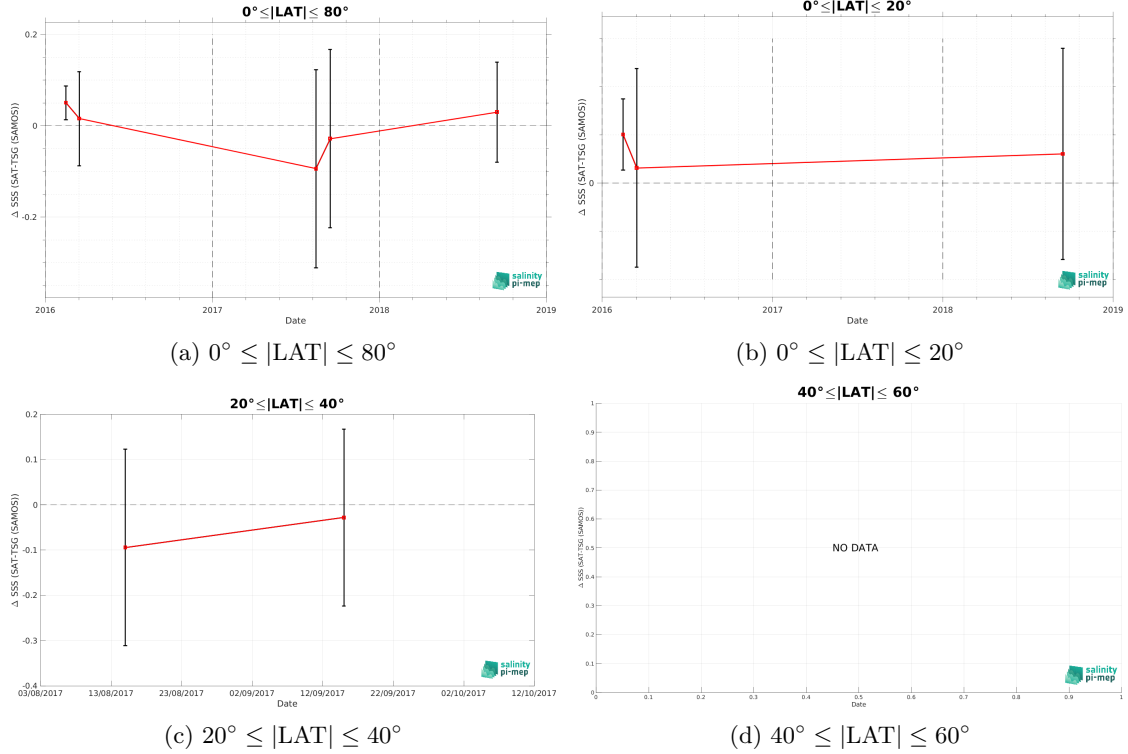 0°≤|LAT|≤ 80°
Δ SSS (SAT-TSG (SAMOS))
0.2
0
-0.2
2016
2017
2018
2019
Date
salinity
pi-mep
(a) 0° ≤ |LAT| ≤ 80°
0°≤|LAT|≤ 20°
Δ SSS (SAT-TSG (SAMOS))
0
2016
2017
2018
2019
Date
salinity
pi-mep
(b) 0° ≤ |LAT| ≤ 20°
20°≤|LAT|≤ 40°
Δ SSS (SAT-TSG (SAMOS))
0.2
0.1
0
-0.1
-0.2
-0.3
-0.4
03/08/2017
13/08/2017
23/08/2017
02/09/2017
12/09/2017
22/09/2017
02/10/2017
12/10/2017
Date
salinity
pi-mep
(c) 20° ≤ |LAT| ≤ 40°
40°≤|LAT|≤ 60°
Δ SSS (SAT-TSG (SAMOS))
1
0.9
0.8
0.7
0.6
0.5
0.4
0.3
0.2
0.1
0
NO DATA
0
0.1
0.2
0.3
0.4
0.5
0.6
0.7
0.8
0.9
1
Date
salinity
pi-mep
(d) 40° ≤ |LAT| ≤ 60°